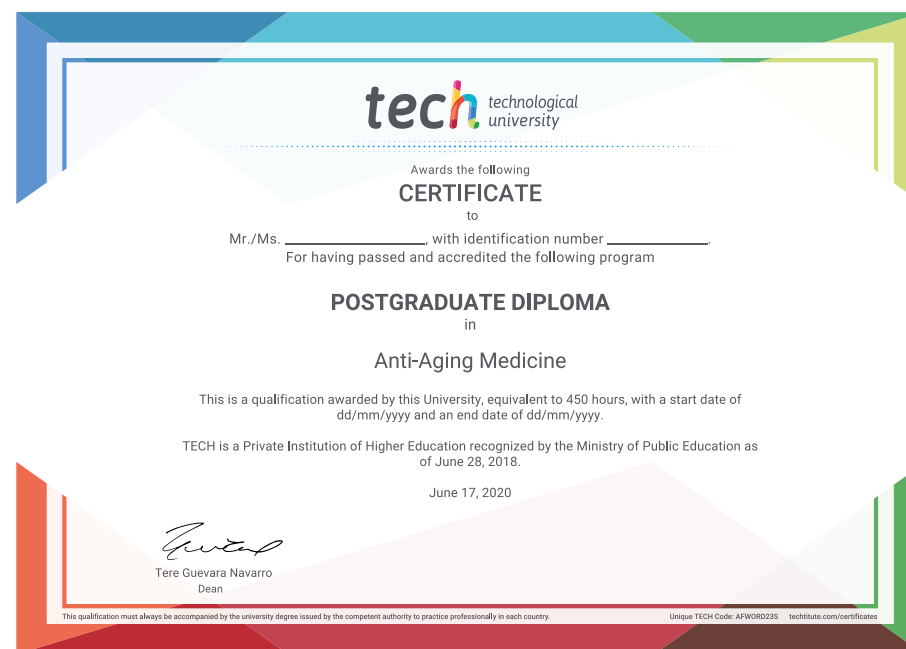 tech technological
university
Awards the following
CERTIFICATE
to
Mr./Ms. ____________, with identification number ____________.
For having passed and accredited the following program
POSTGRADUATE DIPLOMA
in
Anti-Aging Medicine
This is a qualification awarded by this University, equivalent to 450 hours, with a start date of
dd/mm/yyyy and an end date of dd/mm/yyyy.
TECH is a Private Institution of Higher Education recognized by the Ministry of Public Education as
of June 28, 2018.
June 17, 2020
Tere Guevara Navarro
Dean
This qualification must always be accompanied by the university degree issued by the competent authority to practice professionally in each country.
Unique TECH Code: AFWORD23S techtitute.com/certificates